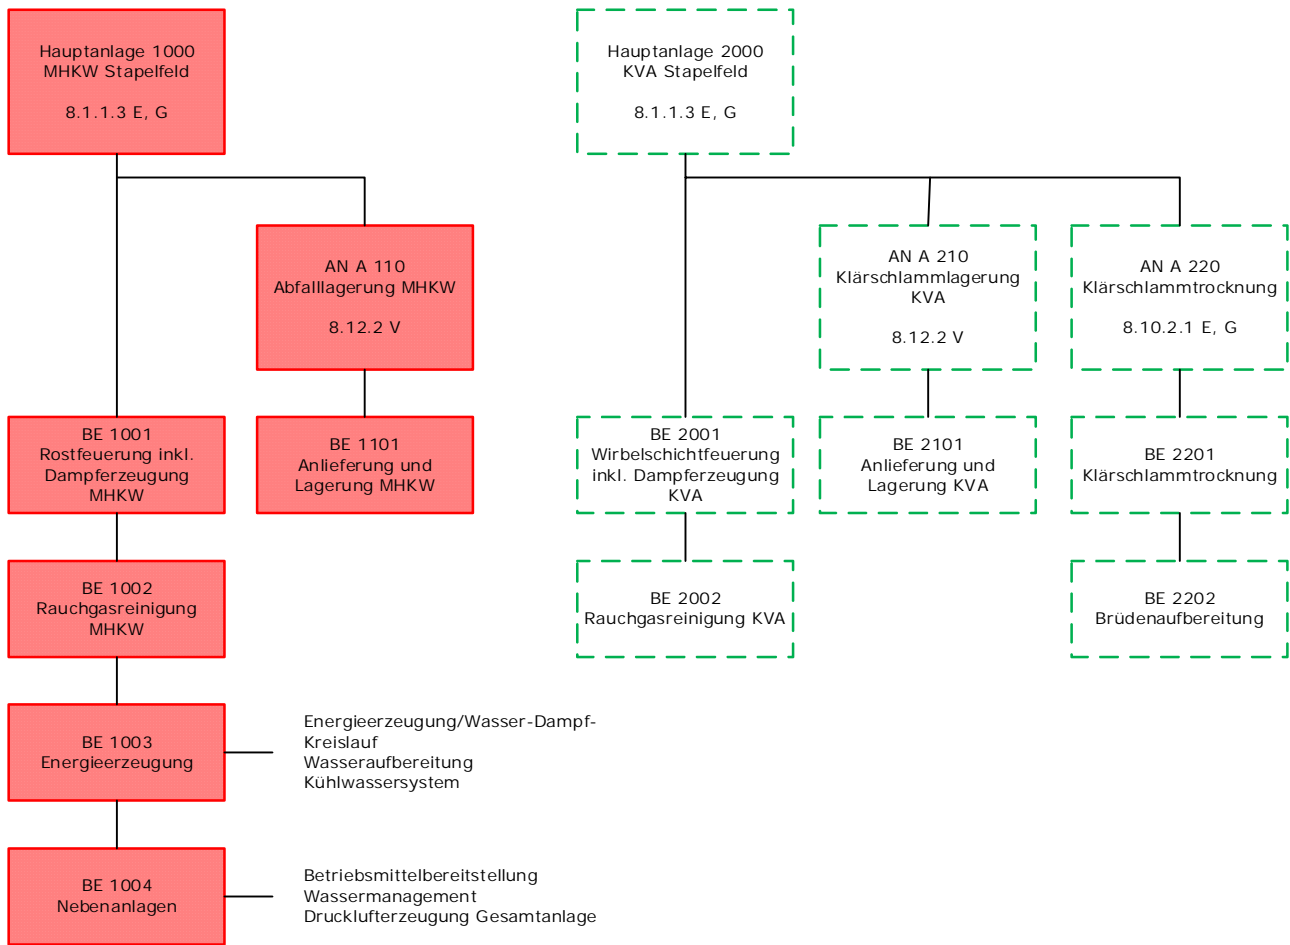 Hauptanlage 1000
MHKW Stapelfeld
8.1.1.3 E, G
Hauptanlage 2000
KVA Stapelfeld
8.1.1.3 E, G
AN A 110
Abfalllagerung MHKW
8.12.2 V
AN A 210
Klärschlammlagerung
KVA
8.12.2 V
AN A 220
Klärschlammtrocknung
8.10.2.1 E, G
BE 1001
Rostfeuerung inkl.
Dampferzeugung
MHKW
BE 1101
Anlieferung und
Lagerung MHKW
BE 2001
Wirbelschichtfeuerung
inkl. Dampferzeugung
KVA
BE 2101
Anlieferung und
Lagerung KVA
BE 2201
Klärschlammtrocknung
BE 1002
Rauchgasreinigung
MHKW
BE 2002
Rauchgasreinigung KVA
BE 2202
Brüdenaufbereitung
BE 1003
Energieerzeugung
Energieerzeugung/Wasser-Dampf-
Kreislauf
Wasseraufbereitung
Kühlwassersystem
BE 1004
Nebenanlagen
Betriebsmittelbereitstellung
Wassermanagement
Drucklufterzeugung Gesamtanlage